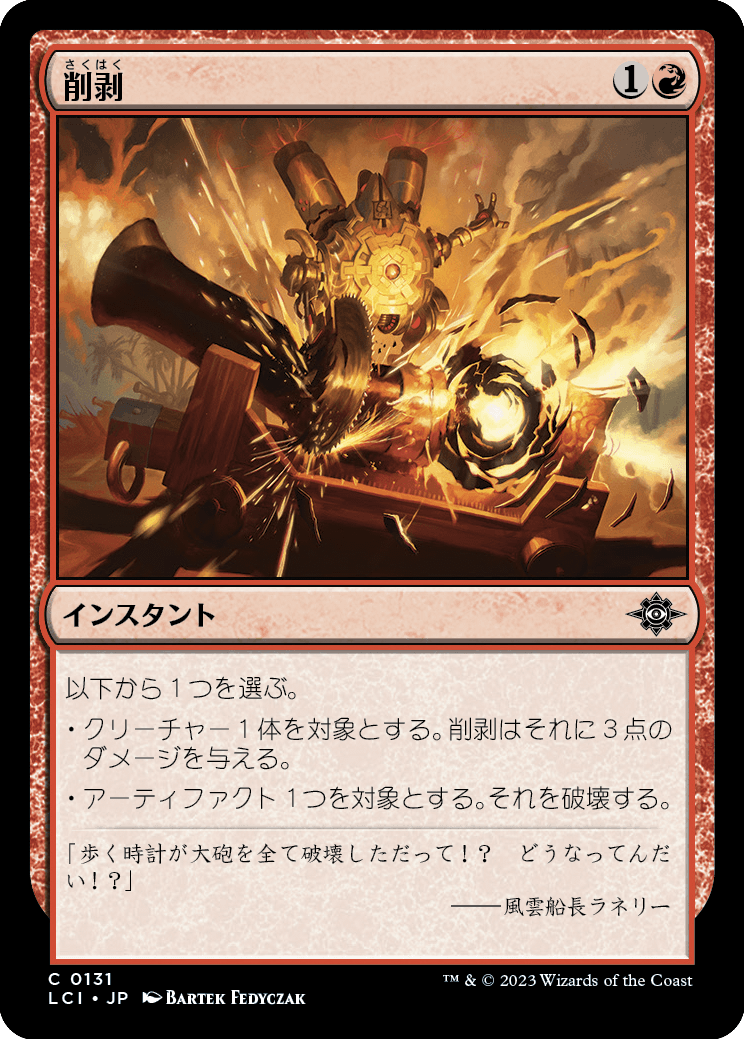 さくはく
削剥
1
インスタント
以下から1つを選ぶ。
・クリーチャー1体を対象とする。削剥はそれに3点の
ダメージを与える。
・アーティファクト1つを対象とする。それを破壊する。
「歩く時計が大砲を全て破壊しただって!? どうなってんだ
い!?」
――風雲船長ラネリー
C 0131
LCI • JP Bartek Fedyczak
™ & © 2023 Wizards of the Coast